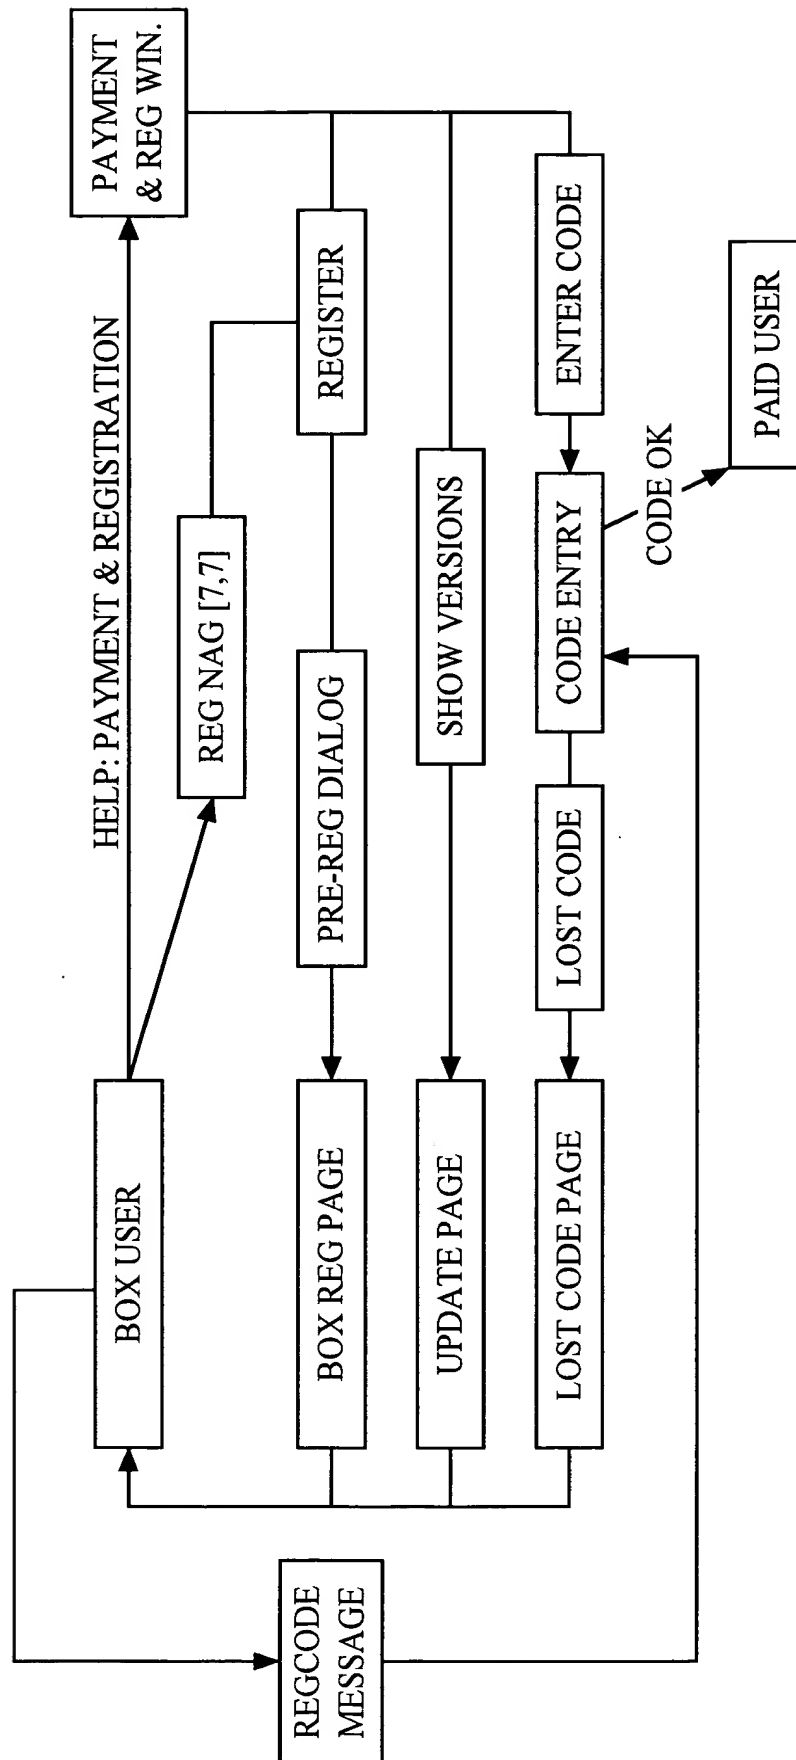 REGCODE
MESSAGE
BOX USER
HELP: PAYMENT & REGISTRATION
PAYMENT
& REG WIN.
REG NAG [7,7]
BOX REG PAGE
PRE-REG DIALOG
REGISTER
UPDATE PAGE
SHOW VERSIONS
LOST CODE PAGE
LOST CODE
CODE ENTRY
ENTER CODE
CODE OK
PAID USER